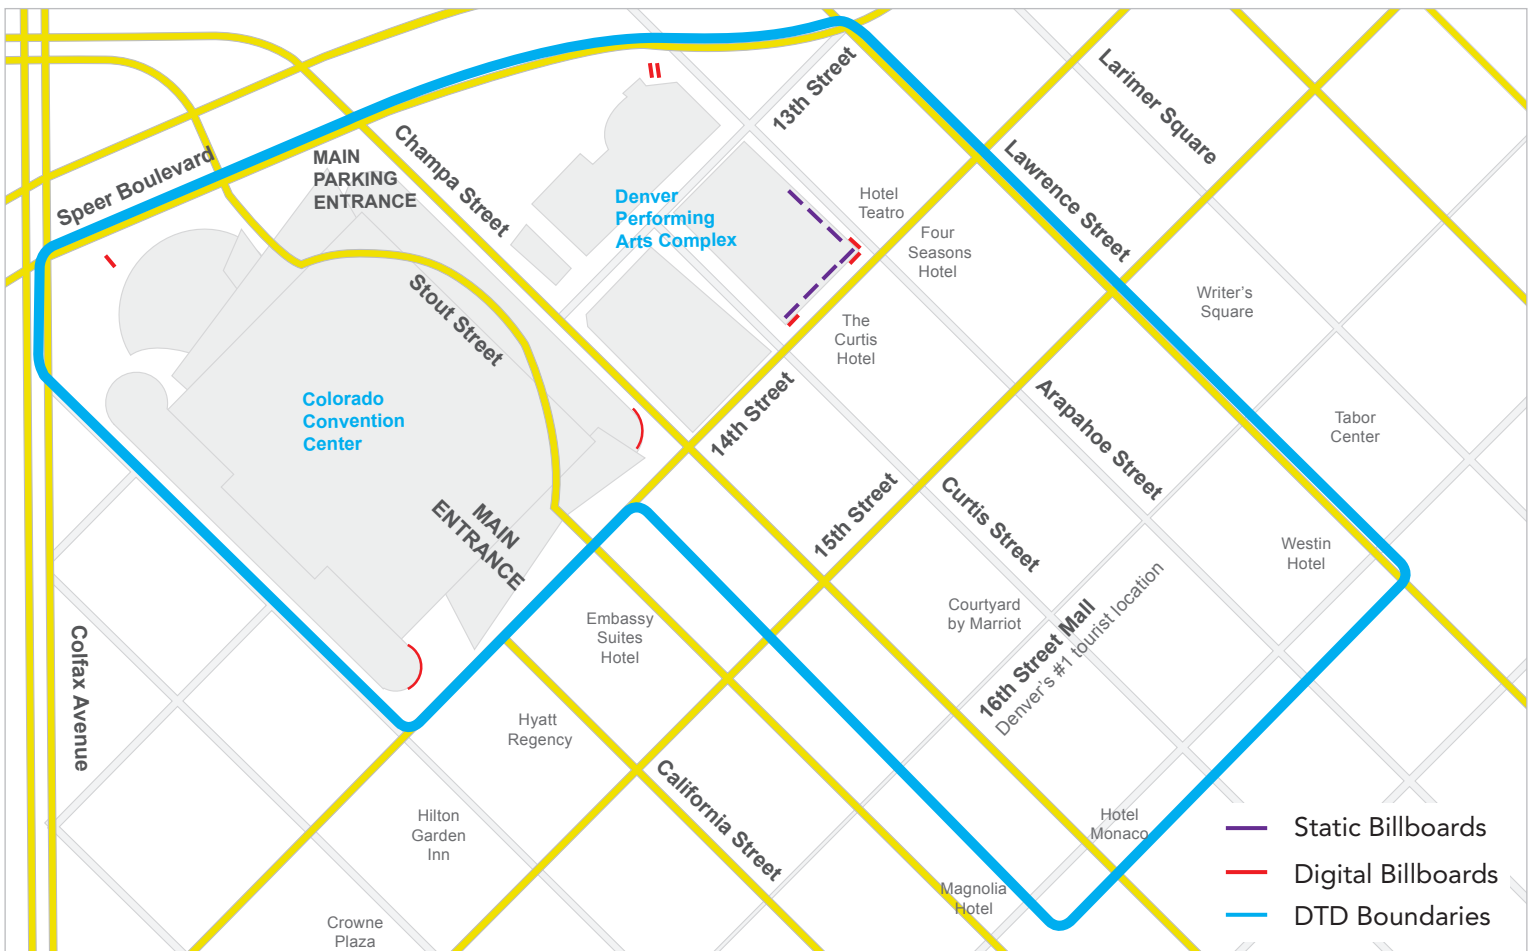 Speer Boulevard
MAIN
PARKING
ENTRANCE
Champa Street
13th Street
Larimer Square
Lawrence Street
Denver
Performing
Arts Complex
Hotel
Teatro
Four
Seasons
Hotel
Writer's
Square
Stout Street
The
Curtis
Hotel
Colorado
Convention
Center
14th Street
Arapahoe Street
Tabor
Center
15th Street
Curtis Street
MAIN
ENTRANCE
Westin
Hotel
Embassy
Suites
Hotel
Courtyard
by Marriot
16th Street Mall
Denver's #1 tourist location
Colfax Avenue
Hyatt
Regency
California Street
Hilton
Garden
Inn
Hotel
Monaco
Magnolia
Hotel
Crowne
Plaza
Static Billboards
Digital Billboards
DTD Boundaries